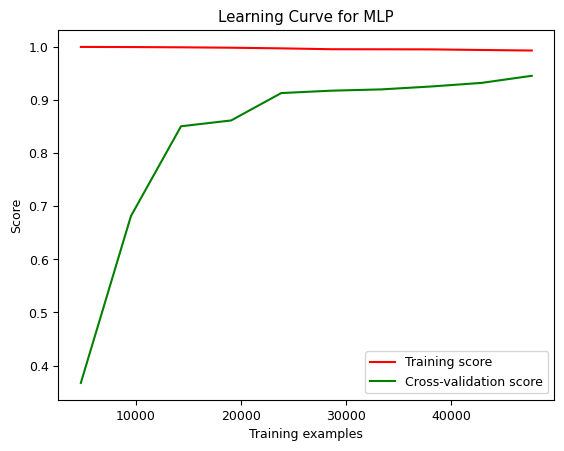 Learning Curve for MLP
1.0
0.9
0.8
0.7
0.6
0.5
0.4
Score
10000 20000 30000 40000
Training examples
Training score
Cross-validation score